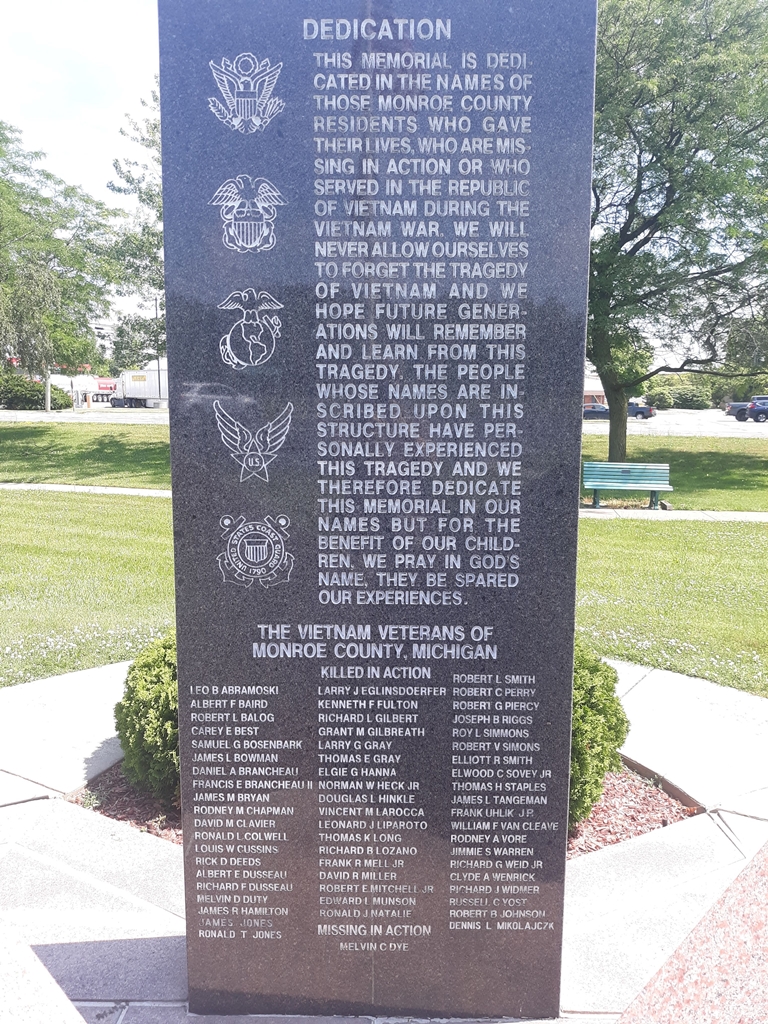 DEDICATION
THIS MEMORIAL IS DEDI-
CATED IN THE NAMES OF
THOSE MONROE COUNTY
RESIDENTS WHO GAVE
THEIR LIVES, WHO ARE MIS-
SING IN ACTION OR WHO
SERVED IN THE REPUBLIC
OF VIETNAM DURING THE
VIETNAM WAR. WE WILL
NEVER ALLOW OURSELVES
TO FORGET THE TRAGEDY
OF VIETNAM AND WE
HOPE FUTURE GENER-
ATIONS WILL REMEMBER
AND LEARN FROM THIS
TRAGEDY. THE PEOPLE
WHOSE NAMES ARE IN-
SCRIBED UPON THIS
STRUCTURE HAVE PER-
SONALLY EXPERIENCED
THIS TRAGEDY AND WE
THEREFORE DEDICATE
THIS MEMORIAL IN OUR
NAMES BUT FOR THE
BENEFIT OF OUR CHILD-
REN. WE PRAY IN GOD'S
NAME, THEY BE SPARED
OUR EXPERIENCES.
U.S.
UNITED STATES COAST GUARD
1790
THE VIETNAM VETERANS OF
MONROE COUNTY, MICHIGAN
KILLED IN ACTION
LEO B ABRAMOSKI
ALBERT F BAIRD
ROBERT L BALOG
CAREY E BEST
SAMUEL G BOSENBARK
JAMES L BOWMAN
DANIEL A BRANCHEAU
FRANCIS E BRANCHEAU II
JAMES M BRYAN
RODNEY M CHAPMAN
DAVID M CLAVIER
RONALD L COLWELL
LOUIS W CUSSINS
RICK D DEEDS
ALBERT E DUSSEAU
RICHARD F DUSSEAU
MELVIN D DUTY
JAMES R HAMILTON
JAMES JONES
RONALD T JONES
LARRY J EGLINSDOERFER
KENNETH F FULTON
RICHARD L GILBERT
GRANT M GILBREATH
LARRY G GRAY
THOMAS E GRAY
ELGIE G HANNA
NORMAN W HECK JR
DOUGLAS L HINKLE
VINCENT M LAROCCA
LEONARD J LIPAROTO
THOMAS K LONG
RICHARD B LOZANO
FRANK R MELL JR
DAVID R MILLER
ROBERT E MITCHELL JR
EDWARD L MUNSON
RONALD J NATALIE
MISSING IN ACTION
MELVIN C DYE
ROBERT L SMITH
ROBERT C PERRY
ROBERT G PIERCY
JOSEPH B RIGGS
ROY L SIMMONS
ROBERT V SIMONS
ELLIOTT R SMITH
ELWOOD C SOVEY JR
THOMAS H STAPLES
JAMES L TANGEMAN
FRANK UHLIK JR
WILLIAM F VAN CLEAVE
RODNEY A VORE
JIMMIE S WARREN
RICHARD G WEID JR
CLYDE A WENRICK
RICHARD J WIDMER
RUSSELL C YOST
ROBERT B JOHNSON
DENNIS L MIKOLAJCZK